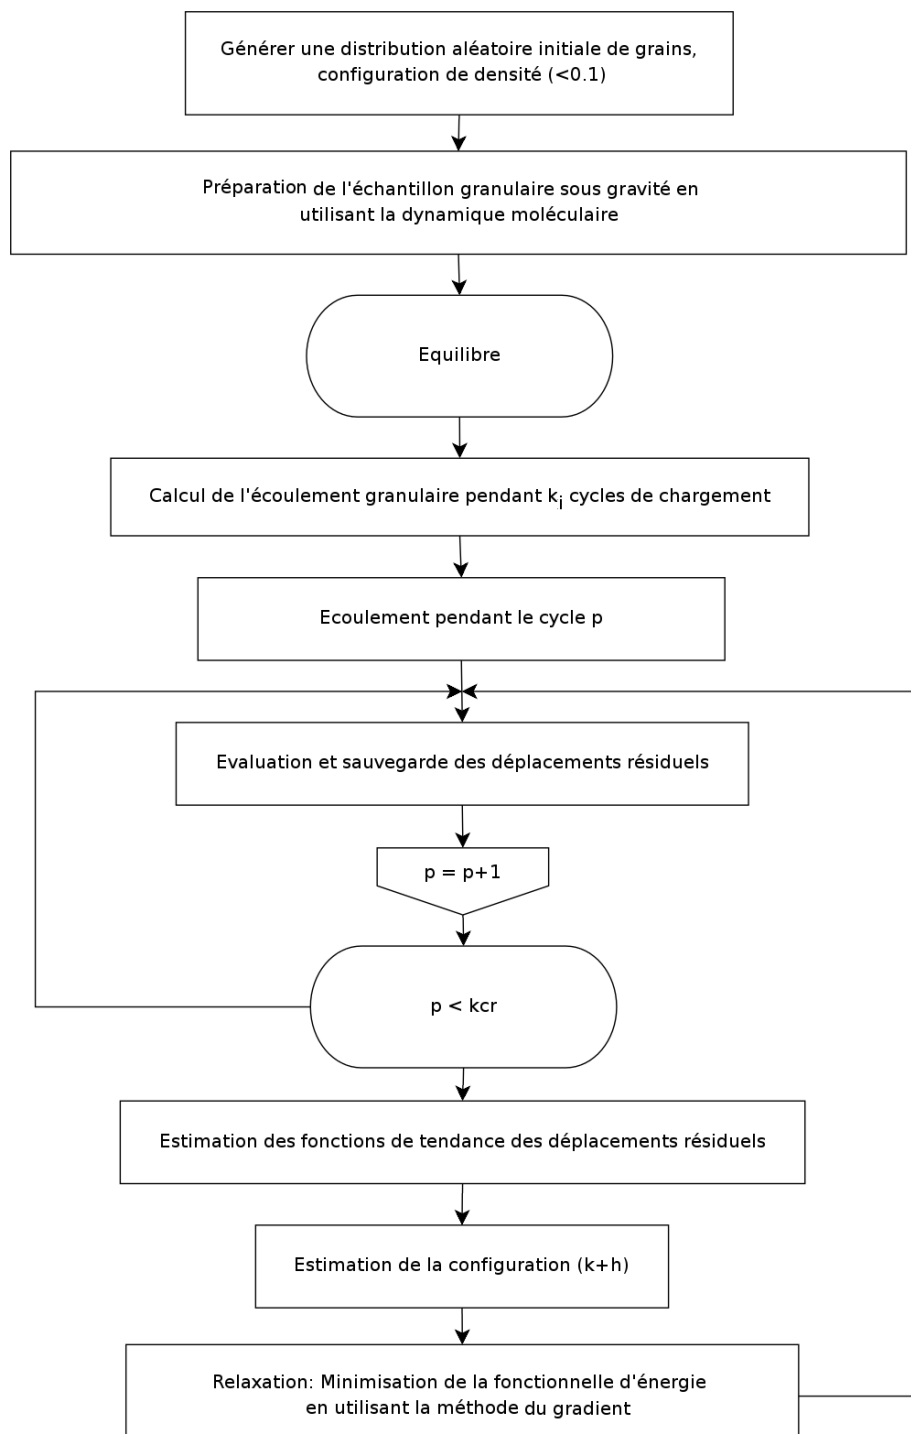 Générer une distribution aléatoire initiale de grains,
configuration de densité (<0.1)
Préparation de l'échantillon granulaire sous gravité en
utilisant la dynamique moléculaire
Equilibre
Calcul de l'écoulement granulaire pendant ki cycles de chargement
Ecoulement pendant le cycle p
Evaluation et sauvegarde des déplacements résiduels
p = p+1
p < kcr
Estimation des fonctions de tendance des déplacements résiduels
Estimation de la configuration (k+h)
Relaxation: Minimisation de la fonctionnelle d'énergie
en utilisant la méthode du gradient